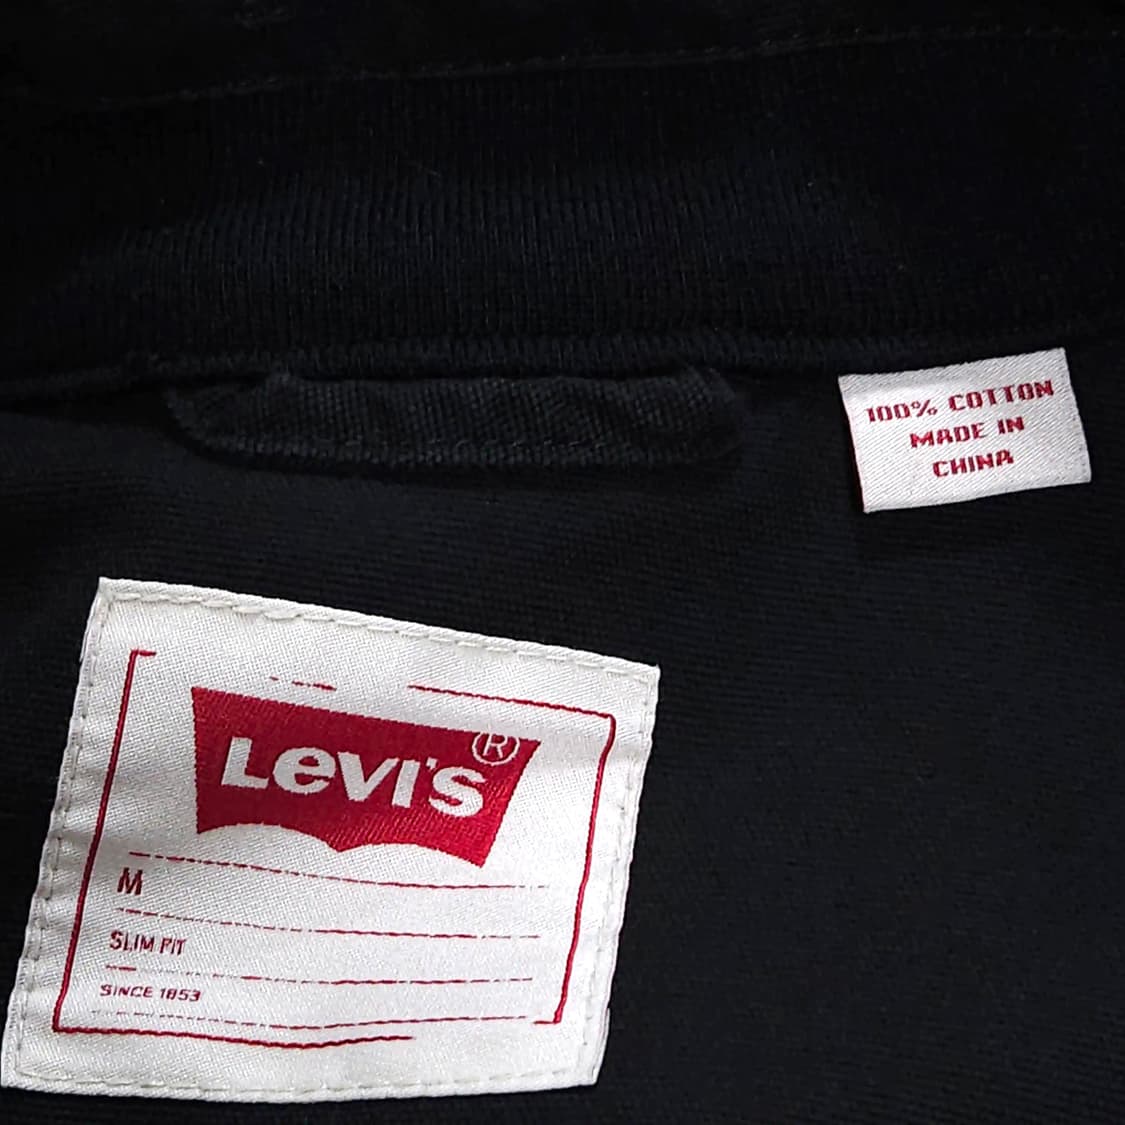 100% COTTON
MADE IN
CHINA
LEVI'S®
M
SLIM FIT
SINCE 1853